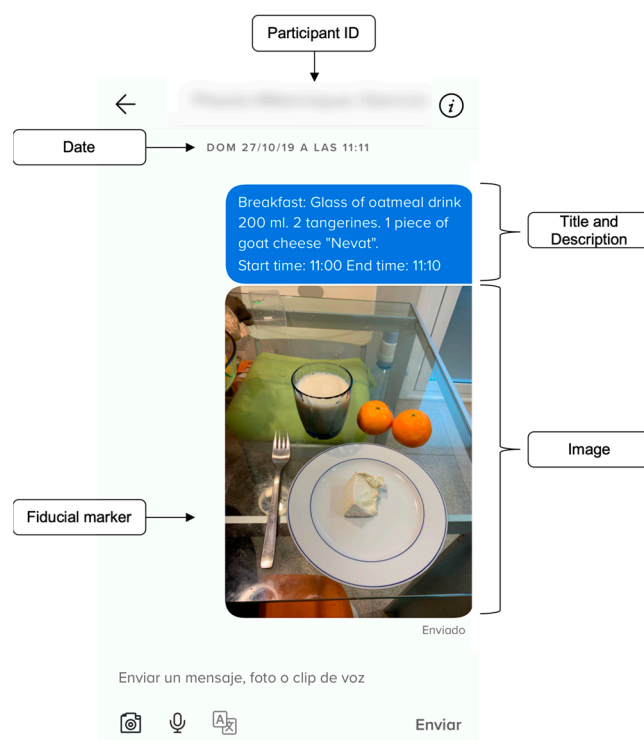 Participant ID
Date
DOM 27/10/19 A LAS 11:11
Breakfast: Glass of oatmeal drink
200 ml. 2 tangerines. 1 piece of
goat cheese "Nevat".
Start time: 11:00 End time: 11:10
Title and
Description
Image
Fiducial marker
Enviado
Enviar un mensaje, foto o clip de voz
Enviar